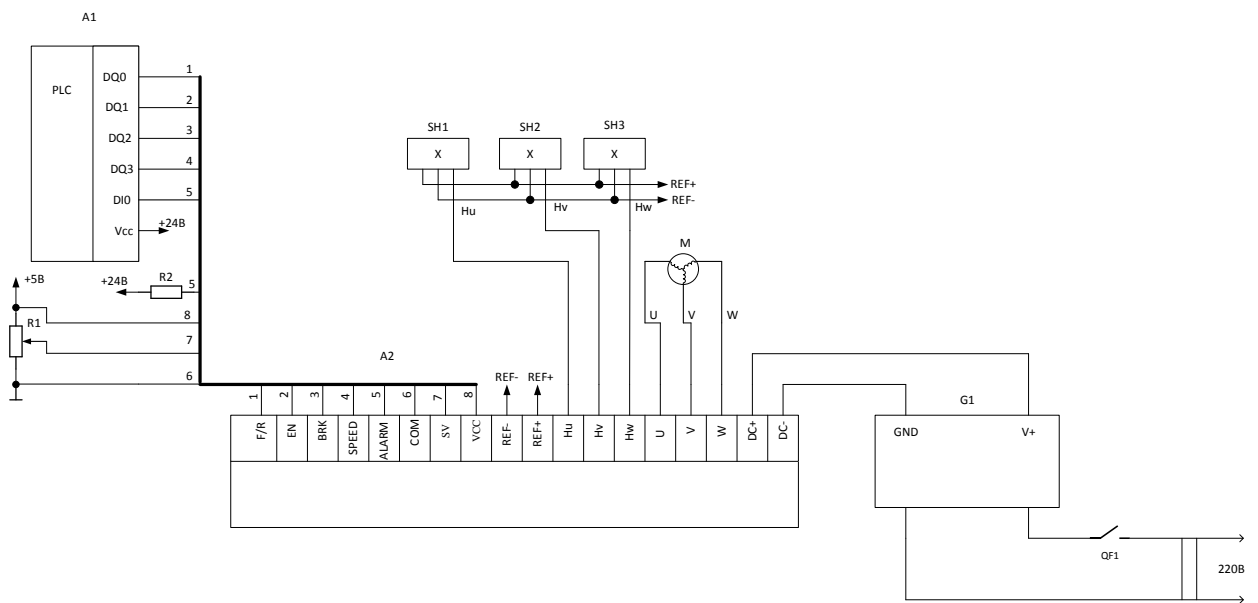 A1
PLC
DQ0
1
DQ1
2
DQ2
3
DQ3
4
DI0
5
Vcc
+24В
SH1
SH2
SH3
X
X
X
REF+
REF-
Hu
Hv
Hw
M
U
V
W
+5В
+24В
R2
5
R1
8
7
6
A2
REF-
REF+
1
2
3
4
5
6
7
8
F/R
EN
BRK
SPEED
ALARM
COM
SV
VCC
REF-
REF+
Hu
Hv
Hw
U
V
W
DC+
DC-
G1
GND
V+
QF1
220В